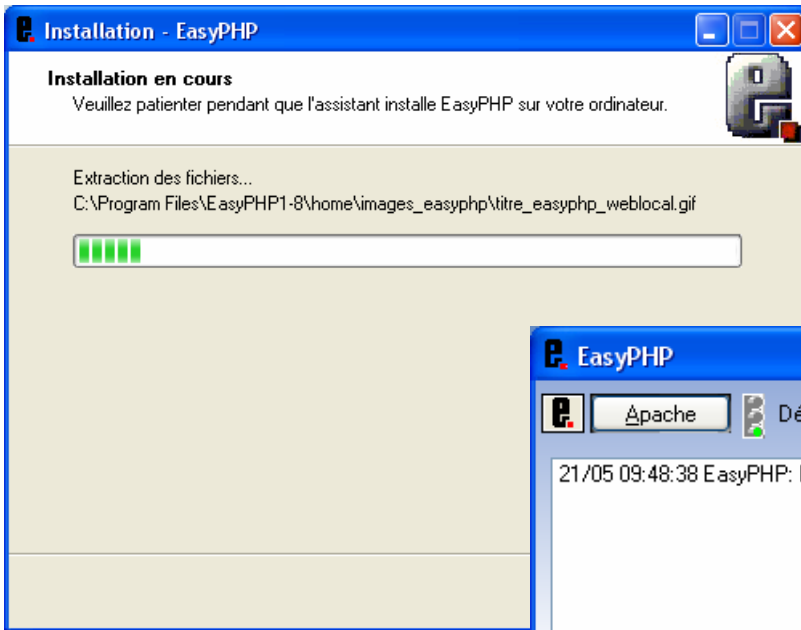 Installation - EasyPHP
Installation en cours
Veuillez patienter pendant que l'assistant installe EasyPHP sur votre ordinateur.
Extraction des fichiers...
C:\Program Files\EasyPHP1-8\home\images_easyphp\titre_easyphp_weblocal.gif
EasyPHP
Apache
Dé
21/05 09:48:38 EasyPHP: